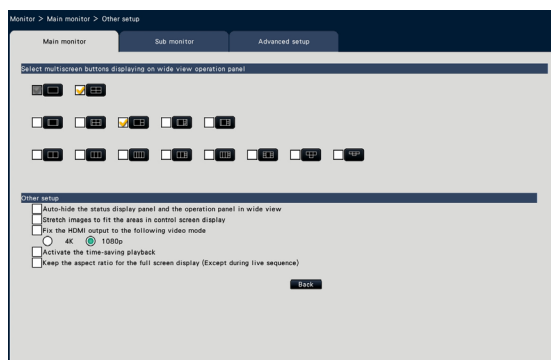 Monitor > Main monitor > Other setup
Main monitor Sub monitor Advanced setup
Select multiscreen buttons displaying on wide view operation panel
Other setup
Auto-hide the status display panel and the operation panel in wide view
Stretch images to fit the areas in control screen display
Fix the HDMI output to the following video mode
4K 1080p
Activate the time-saving playback
Keep the aspect ratio for the full screen display (Except during live sequence)
Back